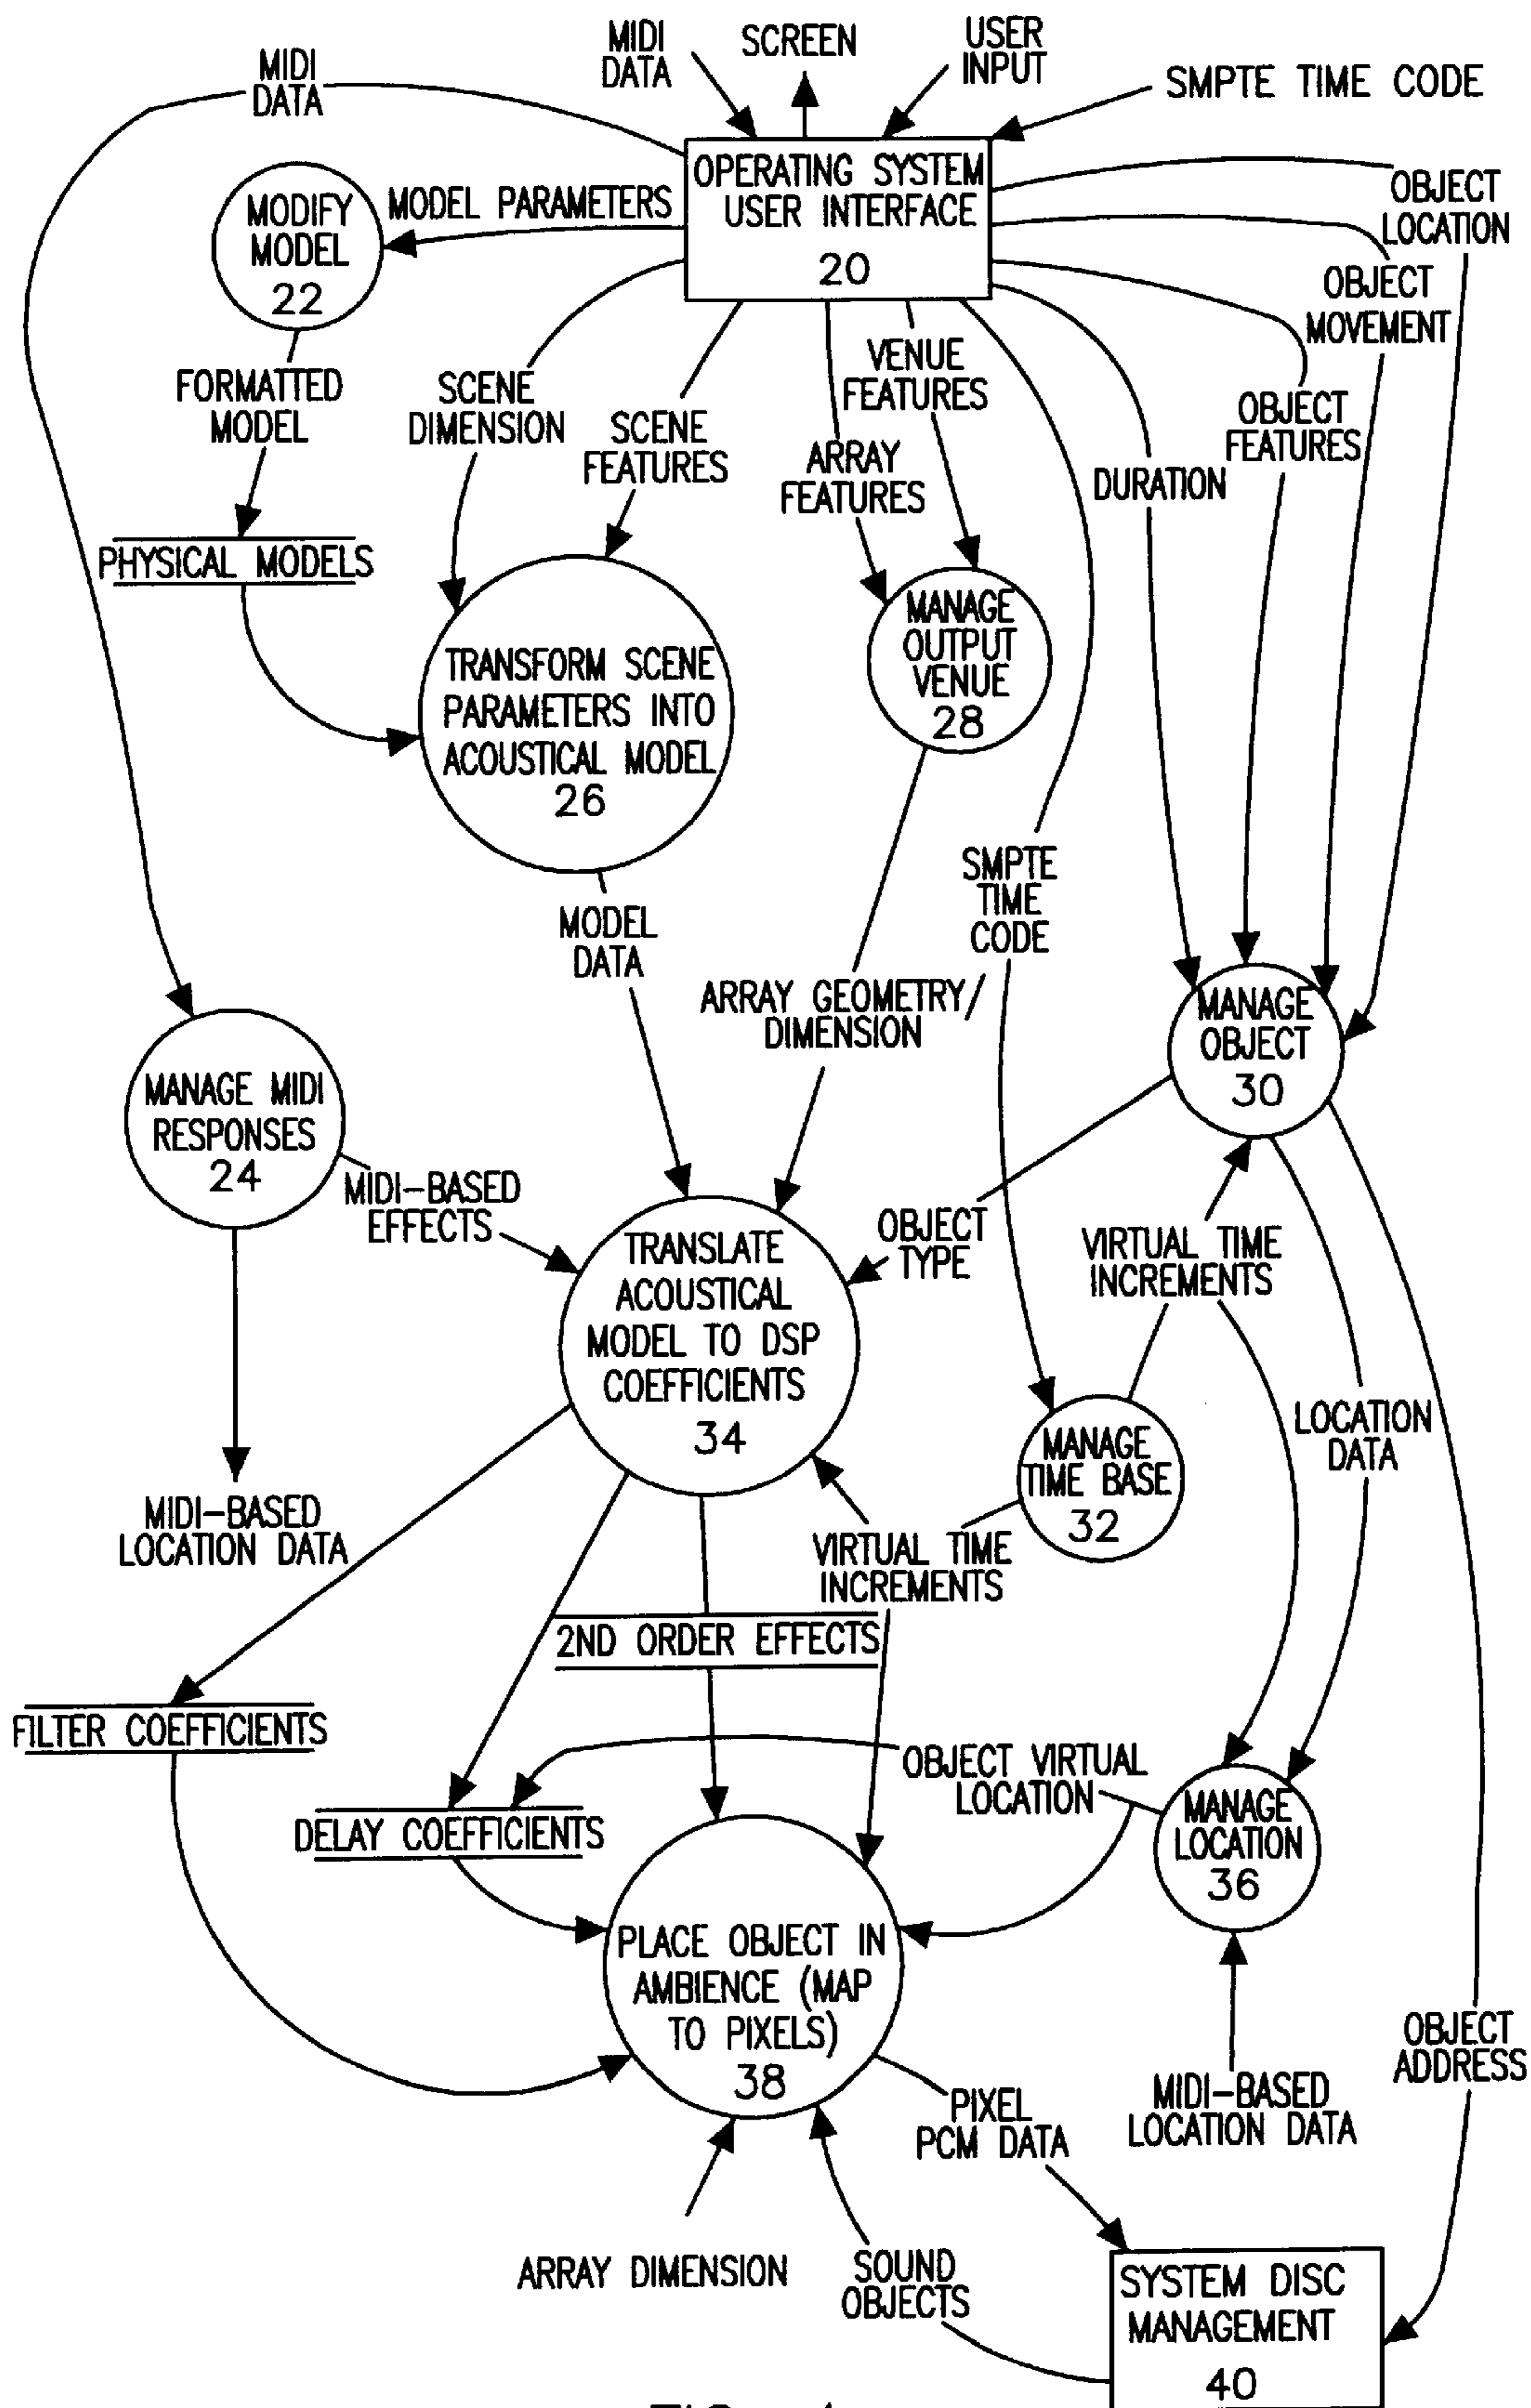 MIDI
DATA
SCREEN
USER
INPUT
SMPTE TIME CODE
MIDI
DATA
OPERATING SYSTEM
USER INTERFACE
20
OBJECT
LOCATION
MODIFY
MODEL
22
MODEL PARAMETERS
OBJECT
MOVEMENT
FORMATTED
MODEL
SCENE
DIMENSION
SCENE
FEATURES
VENUE
FEATURES
ARRAY
FEATURES
DURATION
OBJECT
FEATURES
PHYSICAL MODELS
TRANSFORM SCENE
PARAMETERS INTO
ACOUSTICAL MODEL
26
MANAGE
OUTPUT
VENUE
28
SMPTE
TIME
CODE
MODEL
DATA
ARRAY GEOMETRY/
DIMENSION /
MANAGE
OBJECT
30
MANAGE MIDI
RESPONSES
24
MIDI-BASED
EFFECTS
TRANSLATE
ACOUSTICAL
MODEL TO DSP
COEFFICIENTS
34
OBJECT
TYPE
VIRTUAL TIME
INCREMENTS
LOCATION
DATA
MANAGE
TIME BASE
32
MIDI-BASED
LOCATION DATA
VIRTUAL TIME
INCREMENTS
2ND ORDER EFFECTS
FILTER COEFFICIENTS
OBJECT VIRTUAL
LOCATION
DELAY COEFFICIENTS
MANAGE
LOCATION
36
PLACE OBJECT IN
AMBIENCE (MAP
TO PIXELS)
38
OBJECT
ADDRESS
MIDI-BASED
LOCATION DATA
PIXEL
PCM DATA
ARRAY DIMENSION
SOUND
OBJECTS
SYSTEM DISC
MANAGEMENT
40